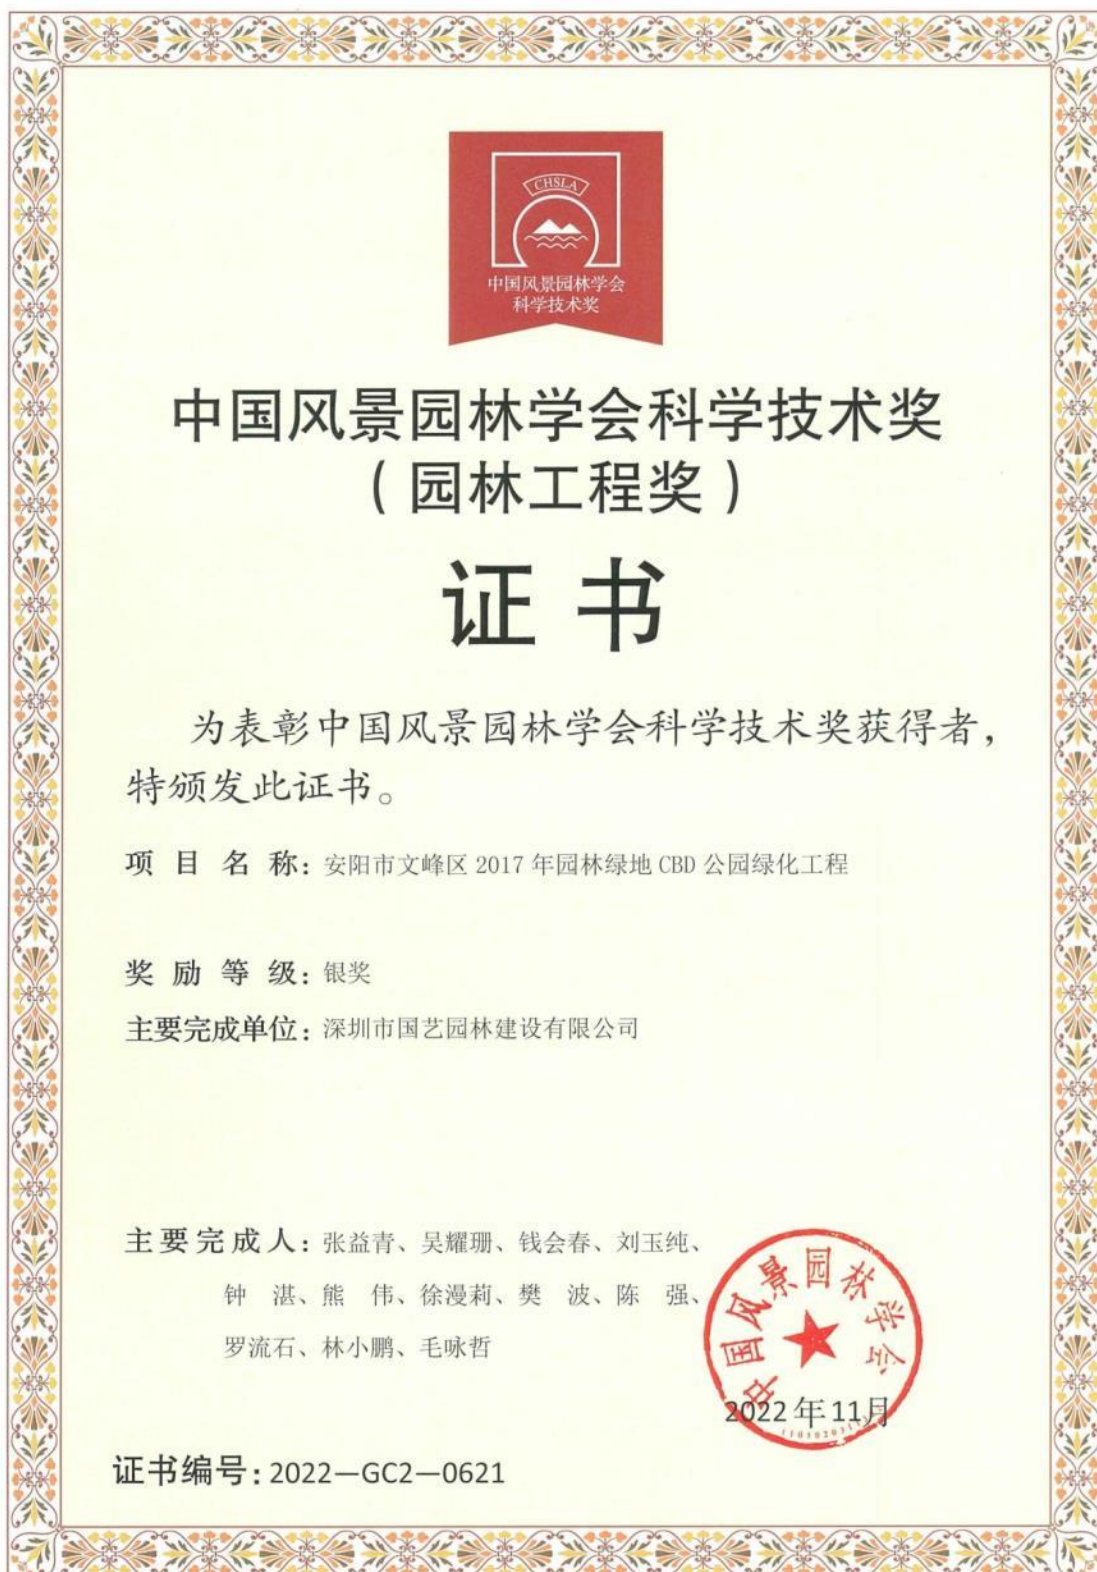 CHSLA
中国风景园林学会
科学技术奖
中国风景园林学会科学技术奖
（园林工程奖）
证书
为表彰中国风景园林学会科学技术奖获得者，
特颁发此证书。
项目名称：安阳市文峰区 2017 年园林绿地 CBD 公园绿化工程
奖励等级：银奖
主要完成单位：深圳市国艺园林建设有限公司
主要完成人：张益青、吴耀珊、钱会春、刘玉纯、
钟 湛、熊 伟、徐漫莉、樊 波、陈 强、
罗流石、林小鹏、毛咏哲
中国风景园林学会
2022年11月
证书编号：2022—GC2—0621